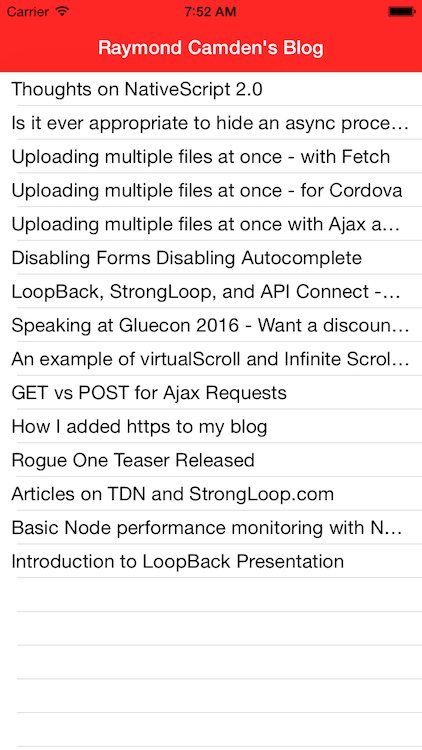 Carrier 7:52 AM
Raymond Camden's Blog
Thoughts on NativeScript 2.0
Is it ever appropriate to hide an async proce…
Uploading multiple files at once - with Fetch
Uploading multiple files at once - for Cordova
Uploading multiple files at once with Ajax a…
Disabling Forms Disabling Autocomplete
LoopBack, StrongLoop, and API Connect -…
Speaking at Gluecon 2016 - Want a discoun…
An example of virtualScroll and Infinite Scrol…
GET vs POST for Ajax Requests
How I added https to my blog
Rogue One Teaser Released
Articles on TDN and StrongLoop.com
Basic Node performance monitoring with N…
Introduction to LoopBack Presentation